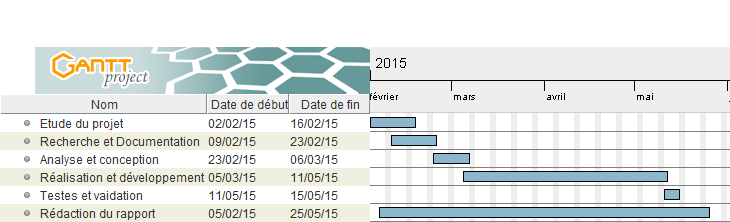 GANTT
project
2015
février mars avril mai
Nom Date de début Date de fin
Etude du projet 02/02/15 16/02/15
Recherche et Documentation 09/02/15 23/02/15
Analyse et conception 23/02/15 06/03/15
Réalisation et développement 05/03/15 11/05/15
Testes et vaidation 11/05/15 15/05/15
Rédaction du rapport 05/02/15 25/05/15